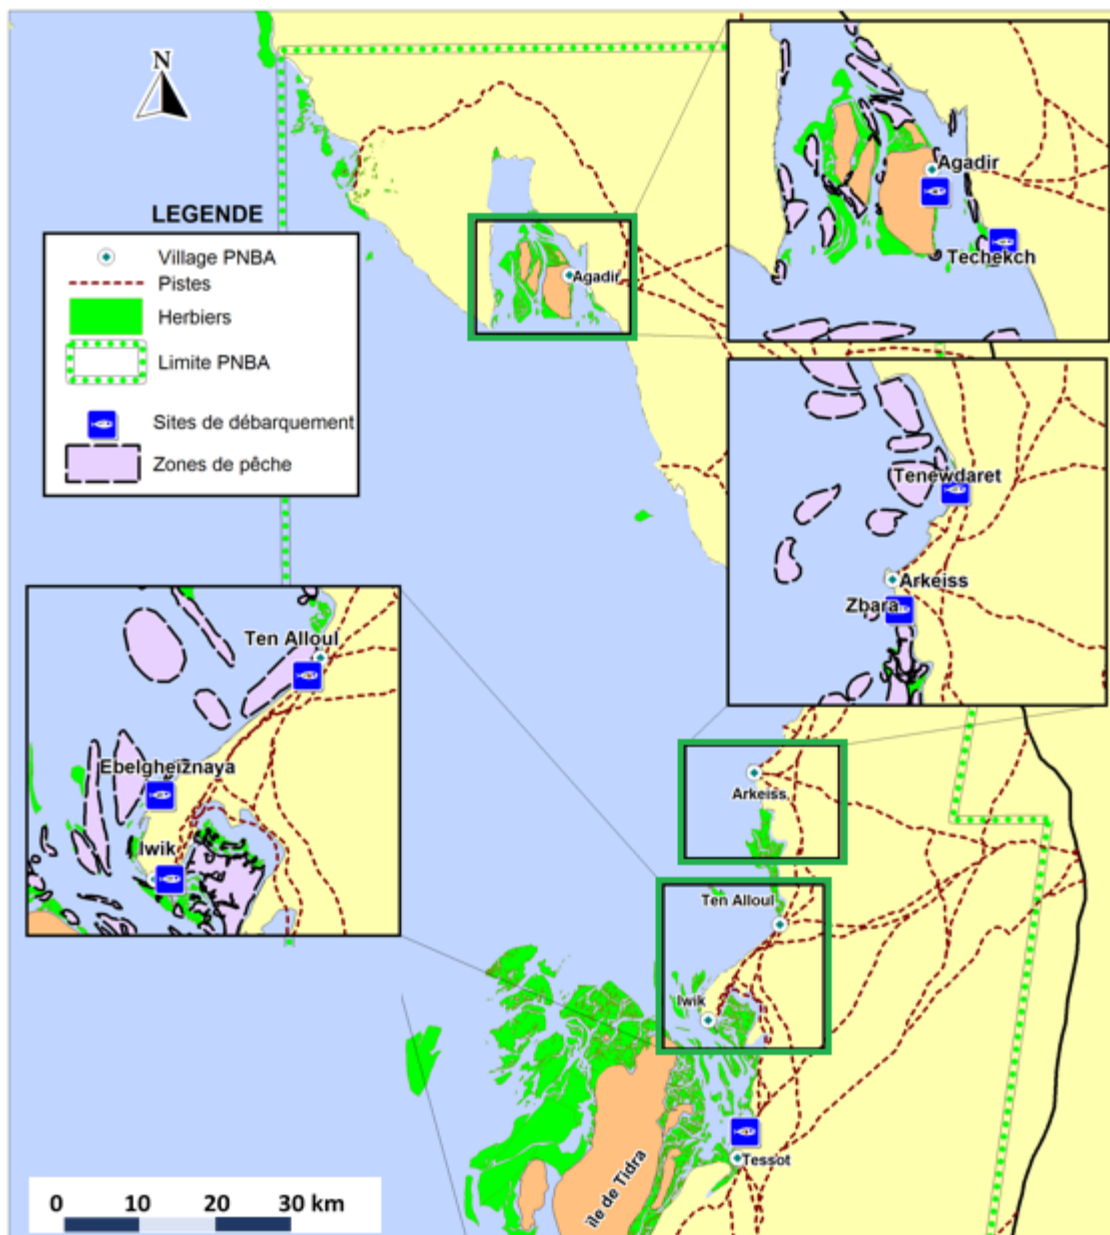 N
LEGENDE
Village PNBA
Pistes
Herbiers
Limite PNBA
Sites de débarquement
Zones de pêche
Agadir
Agadir
Techekch
Tenewdaret
Arkeiss
Zbara
Ten Alloul
Ebelgheiznaya
Iwik
Arkeiss
Ten Alloul
Iwik
Tessot
île de Tidra
0 10 20 30 km